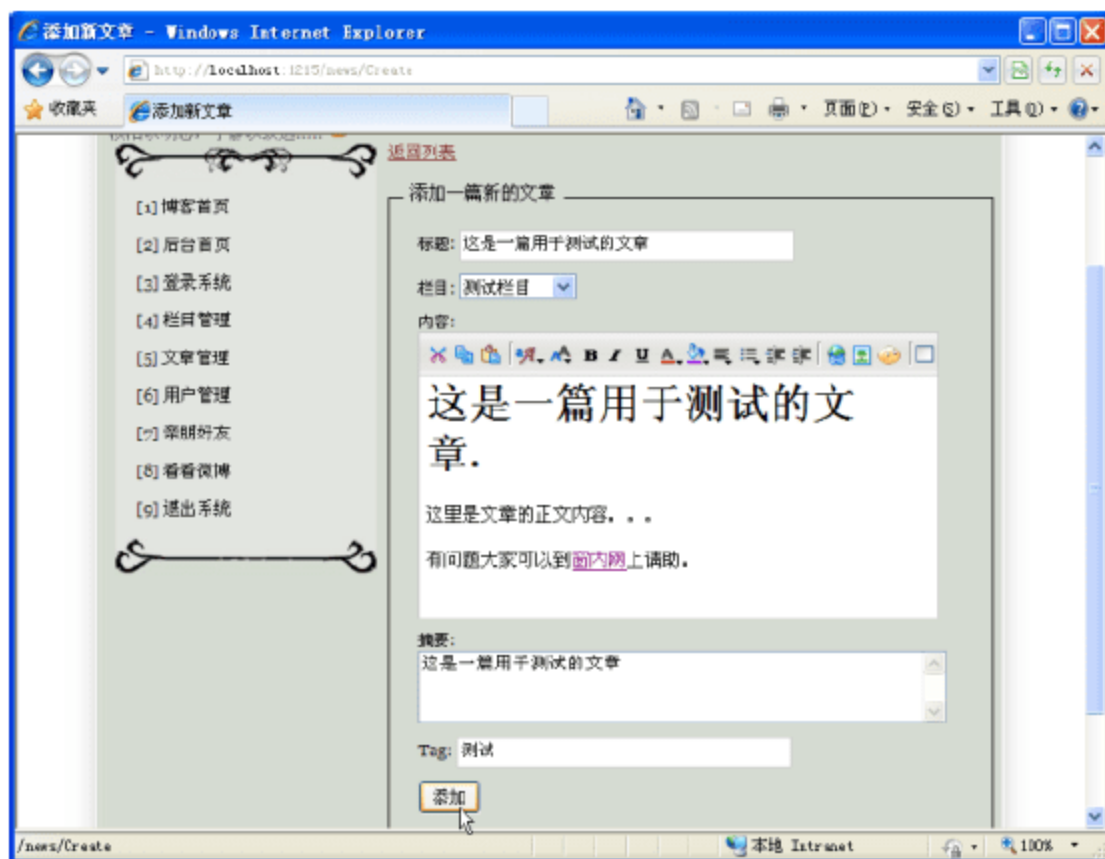 添加新文章 - Windows Internet Explorer
http://localhost:1215/news/Create
收藏夹
添加新文章
页面(P)
安全(S)
工具(O)
返回列表
[1] 博客首页
[2] 后台首页
[3] 登录系统
[4] 栏目管理
[5] 文章管理
[6] 用户管理
[7] 亲朋好友
[8] 看看微博
[9] 退出系统
添加一篇新的文章
标题: 这是一篇用于测试的文章
栏目: 测试栏目
内容:
B I U A
这是一篇用于测试的文
章.
这里是文章的正文内容。。。
有问题大家可以到面内网上请助。
摘要:
这是一篇用于测试的文章
Tag: 测试
添加
/news/Create
本地 Intranet
100%